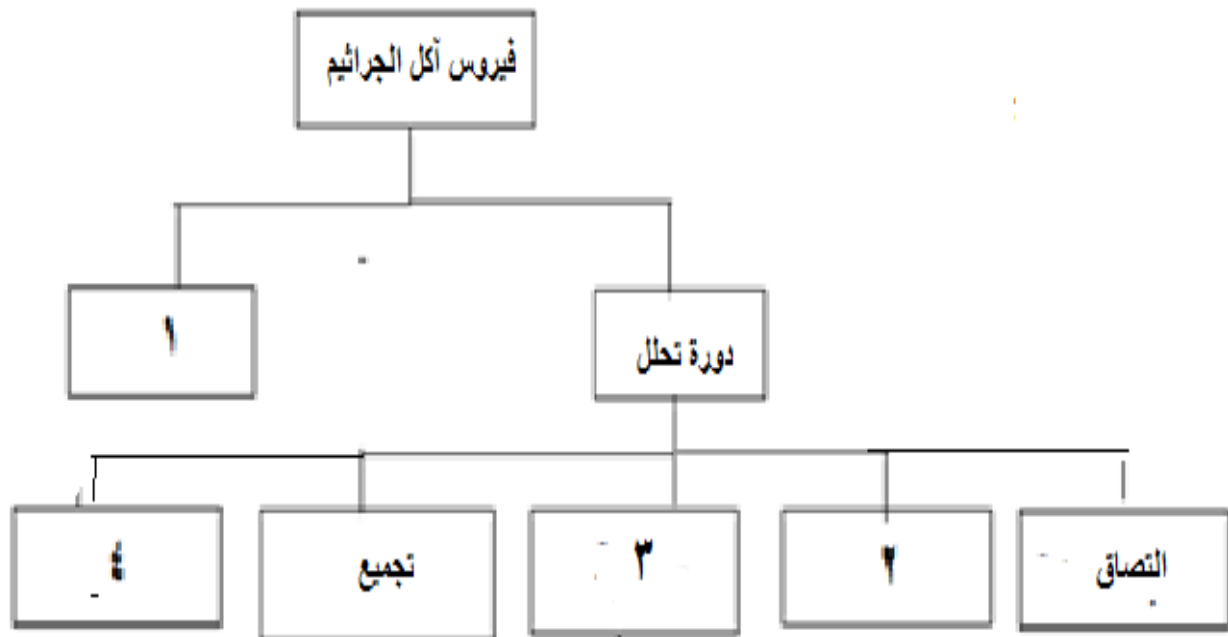 فيروس آكل الجراثيم
دورة تحلل
١
التصاق
٢
٣
تجميع
٤